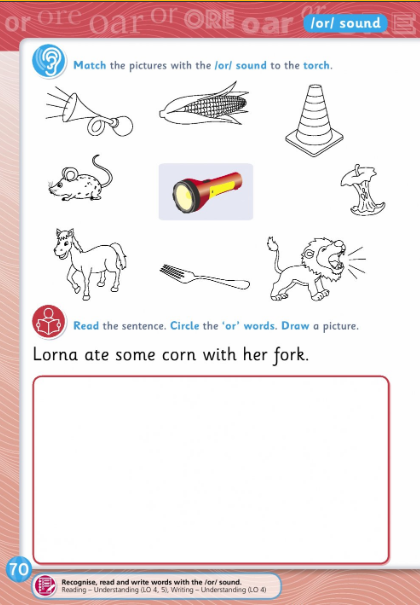 or ore oar or ORE oar or ORE
/or/ sound
Match the pictures with the /or/ sound to the torch.
Read the sentence. Circle the ‘or’ words. Draw a picture.
Lorna ate some corn with her fork.
70
Recognise, read and write words with the /or/ sound.
Reading – Understanding (LO 4, 5); Writing – Understanding (LO 4)